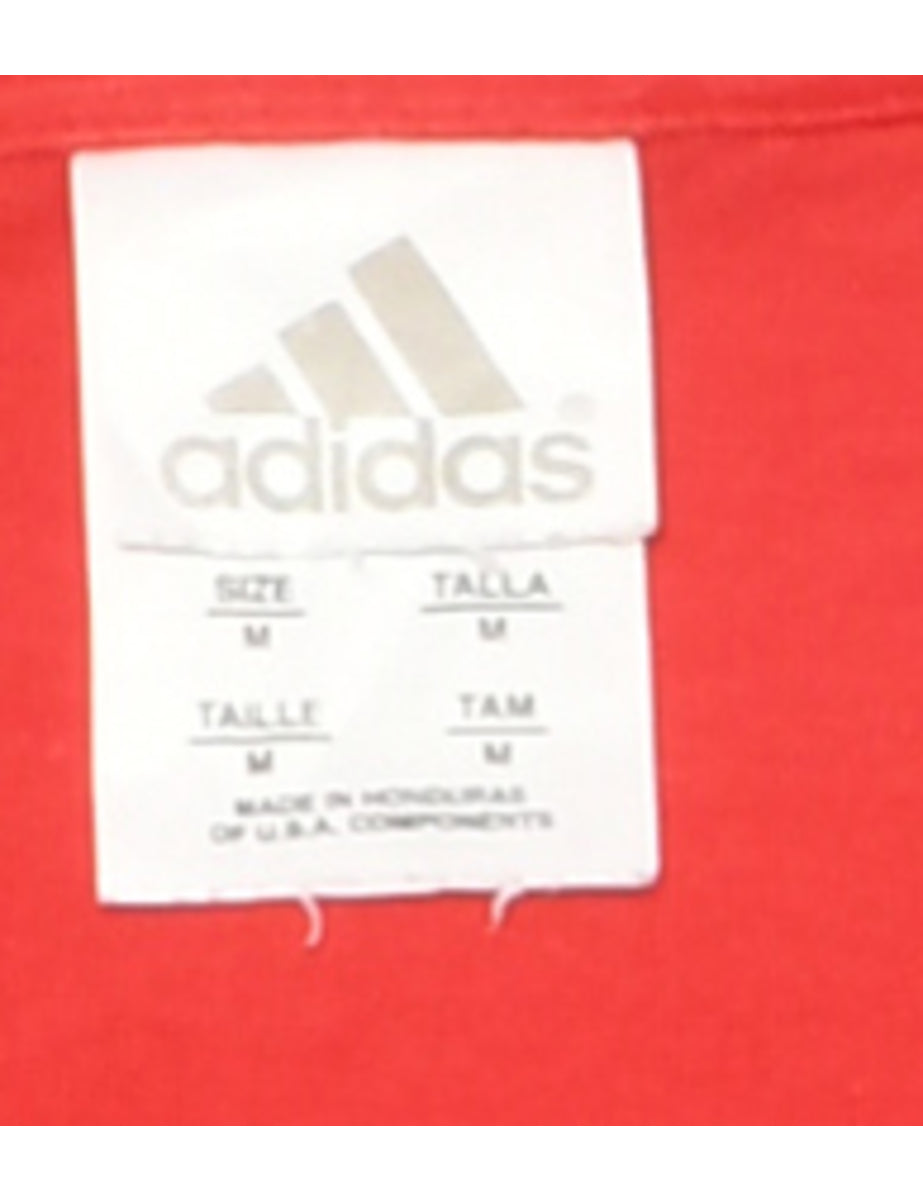 adidas®
SIZE TALLA
M M
TAILLE TAM
M M
MADE IN HONDURAS
OF U.S.A. COMPONENTS